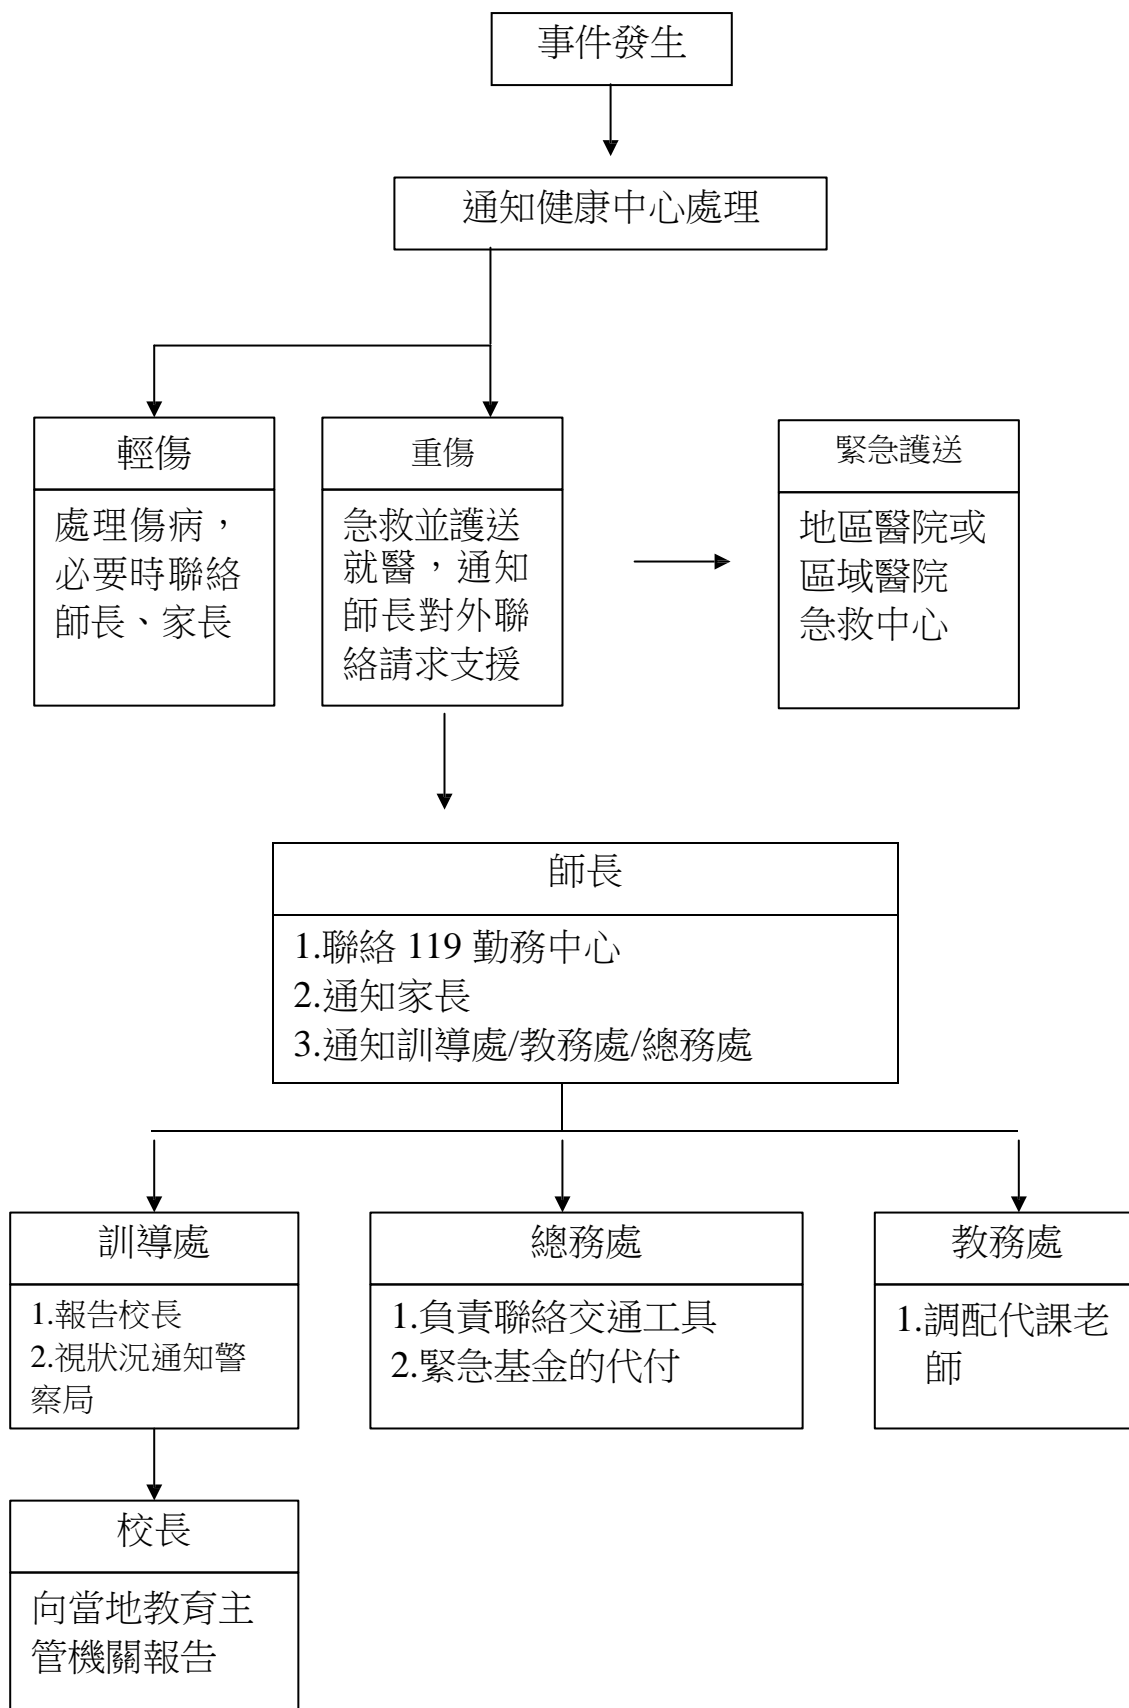 事件發生
通知健康中心處理
輕傷
處理傷病，
必要時聯絡
師長、家長
重傷
急救並護送
就醫，通知
師長對外聯
絡請求支援
緊急護送
地區醫院或
區域醫院
急救中心
師長
1.聯絡 119 勤務中心
2.通知家長
3.通知訓導處/教務處/總務處
訓導處
1.報告校長
2.視狀況通知警
察局
總務處
1.負責聯絡交通工具
2.緊急基金的代付
教務處
1.調配代課老
師
校長
向當地教育主
管機關報告